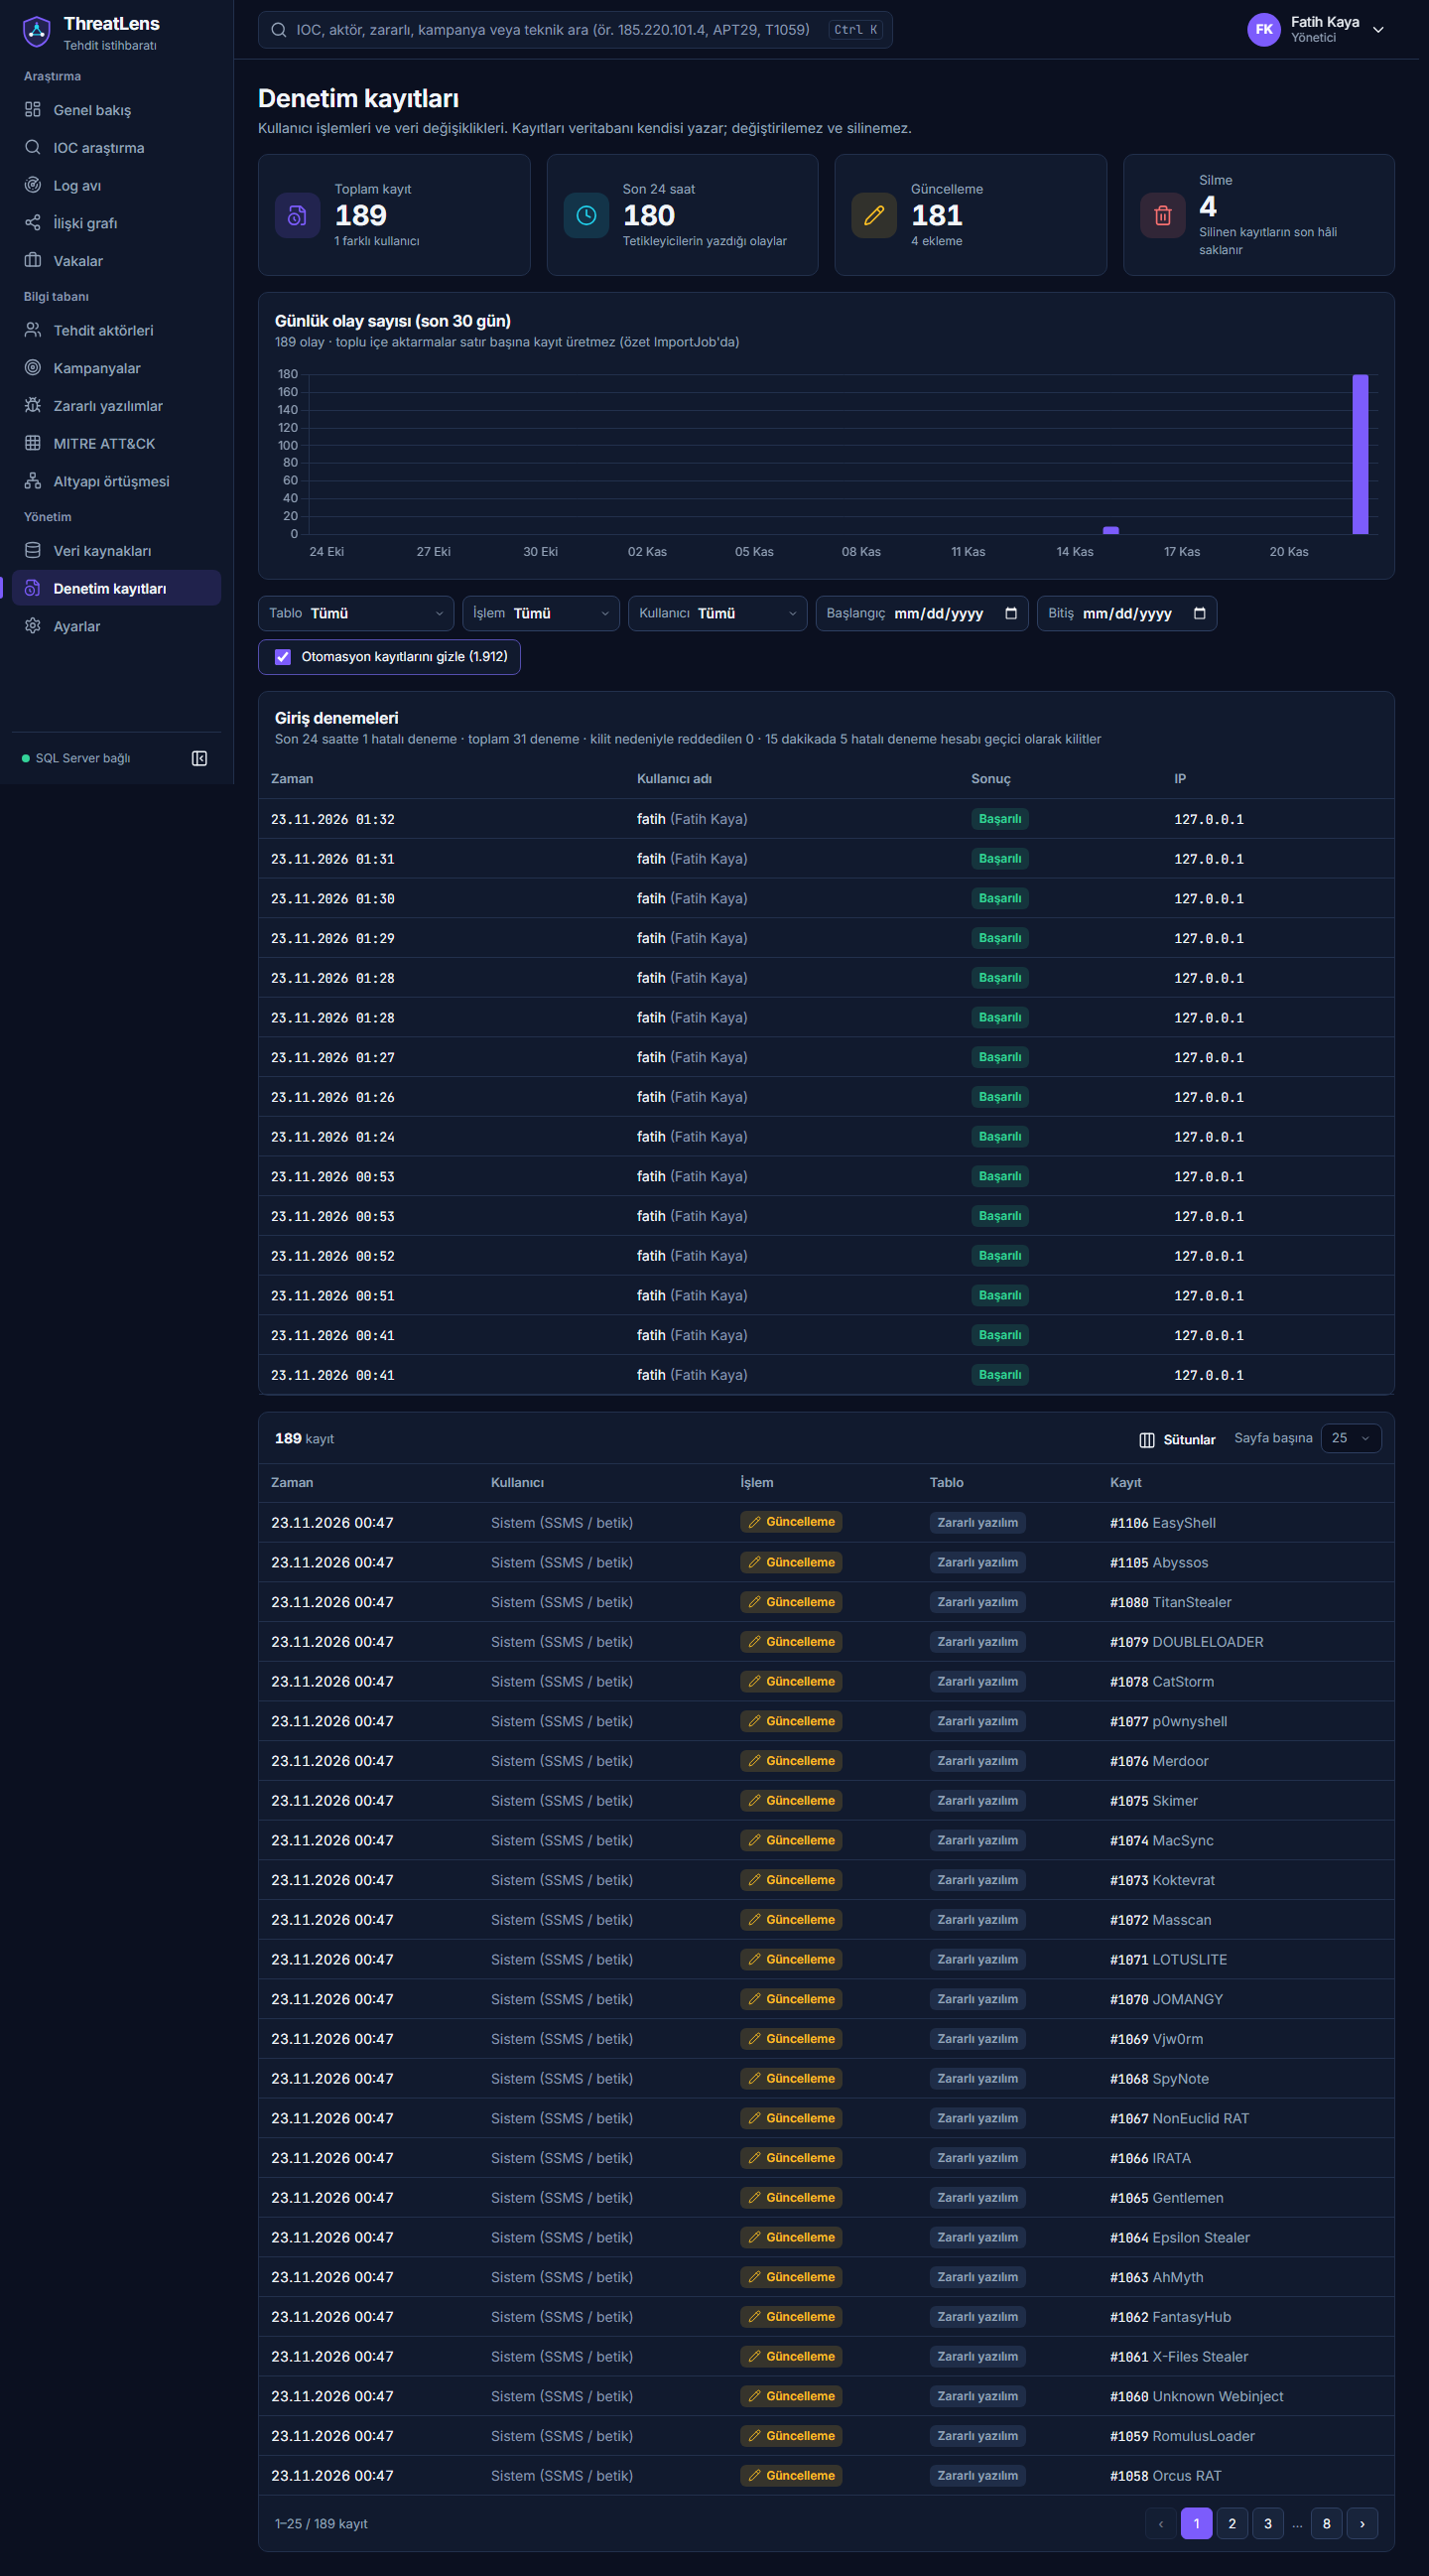 ThreatLens
Tehdit istihbaratı
Araştırma
Genel bakış
IOC araştırma
Log avı
İlişki grafı
Vakalar
Bilgi tabanı
Tehdit aktörleri
Kampanyalar
Zararlı yazılımlar
MITRE ATT&CK
Altyapı örtüşmesi
Yönetim
Veri kaynakları
Denetim kayıtları
Ayarlar
SQL Server bağlı
IOC, aktör, zararlı, kampanya veya teknik ara (ör. 185.220.101.4, APT29, T1059) Ctrl K
FK Fatih Kaya
Yönetici
Denetim kayıtları
Kullanıcı işlemleri ve veri değişiklikleri. Kayıtları veritabanı kendisi yazar; değiştirilemez ve silinemez.
Toplam kayıt
189
1 farklı kullanıcı
Son 24 saat
180
Tetikleyicilerin yazdığı olaylar
Güncelleme
181
4 ekleme
Silme
4
Silinen kayıtların son hâli
saklanır
Günlük olay sayısı (son 30 gün)
189 olay · toplu içe aktarmalar satır başına kayıt üretmez (özet ImportJob'da)
180
160
140
120
100
80
60
40
20
0
24 Eki 27 Eki 30 Eki 02 Kas 05 Kas 08 Kas 11 Kas 14 Kas 17 Kas 20 Kas
Tablo Tümü İşlem Tümü Kullanıcı Tümü Başlangıç mm/dd/yyyy Bitiş mm/dd/yyyy
Otomasyon kayıtlarını gizle (1.912)
Giriş denemeleri
Son 24 saatte 1 hatalı deneme · toplam 31 deneme · kilit nedeniyle reddedilen 0 · 15 dakikada 5 hatalı deneme hesabı geçici olarak kilitler
Zaman Kullanıcı adı Sonuç IP
23.11.2026 01:32 fatih (Fatih Kaya) Başarılı 127.0.0.1
23.11.2026 01:31 fatih (Fatih Kaya) Başarılı 127.0.0.1
23.11.2026 01:30 fatih (Fatih Kaya) Başarılı 127.0.0.1
23.11.2026 01:29 fatih (Fatih Kaya) Başarılı 127.0.0.1
23.11.2026 01:28 fatih (Fatih Kaya) Başarılı 127.0.0.1
23.11.2026 01:28 fatih (Fatih Kaya) Başarılı 127.0.0.1
23.11.2026 01:27 fatih (Fatih Kaya) Başarılı 127.0.0.1
23.11.2026 01:26 fatih (Fatih Kaya) Başarılı 127.0.0.1
23.11.2026 01:24 fatih (Fatih Kaya) Başarılı 127.0.0.1
23.11.2026 00:53 fatih (Fatih Kaya) Başarılı 127.0.0.1
23.11.2026 00:53 fatih (Fatih Kaya) Başarılı 127.0.0.1
23.11.2026 00:52 fatih (Fatih Kaya) Başarılı 127.0.0.1
23.11.2026 00:51 fatih (Fatih Kaya) Başarılı 127.0.0.1
23.11.2026 00:41 fatih (Fatih Kaya) Başarılı 127.0.0.1
23.11.2026 00:41 fatih (Fatih Kaya) Başarılı 127.0.0.1
189 kayıt Sütunlar Sayfa başına 25
Zaman Kullanıcı İşlem Tablo Kayıt
23.11.2026 00:47 Sistem (SSMS / betik) Güncelleme Zararlı yazılım #1106 EasyShell
23.11.2026 00:47 Sistem (SSMS / betik) Güncelleme Zararlı yazılım #1105 Abyssos
23.11.2026 00:47 Sistem (SSMS / betik) Güncelleme Zararlı yazılım #1080 TitanStealer
23.11.2026 00:47 Sistem (SSMS / betik) Güncelleme Zararlı yazılım #1079 DOUBLELOADER
23.11.2026 00:47 Sistem (SSMS / betik) Güncelleme Zararlı yazılım #1078 CatStorm
23.11.2026 00:47 Sistem (SSMS / betik) Güncelleme Zararlı yazılım #1077 p0wnyshell
23.11.2026 00:47 Sistem (SSMS / betik) Güncelleme Zararlı yazılım #1076 Merdoor
23.11.2026 00:47 Sistem (SSMS / betik) Güncelleme Zararlı yazılım #1075 Skimer
23.11.2026 00:47 Sistem (SSMS / betik) Güncelleme Zararlı yazılım #1074 MacSync
23.11.2026 00:47 Sistem (SSMS / betik) Güncelleme Zararlı yazılım #1073 Koktevrat
23.11.2026 00:47 Sistem (SSMS / betik) Güncelleme Zararlı yazılım #1072 Masscan
23.11.2026 00:47 Sistem (SSMS / betik) Güncelleme Zararlı yazılım #1071 LOTUSLITE
23.11.2026 00:47 Sistem (SSMS / betik) Güncelleme Zararlı yazılım #1070 JOMANGY
23.11.2026 00:47 Sistem (SSMS / betik) Güncelleme Zararlı yazılım #1069 Vjw0rm
23.11.2026 00:47 Sistem (SSMS / betik) Güncelleme Zararlı yazılım #1068 SpyNote
23.11.2026 00:47 Sistem (SSMS / betik) Güncelleme Zararlı yazılım #1067 NonEuclid RAT
23.11.2026 00:47 Sistem (SSMS / betik) Güncelleme Zararlı yazılım #1066 IRATA
23.11.2026 00:47 Sistem (SSMS / betik) Güncelleme Zararlı yazılım #1065 Gentlemen
23.11.2026 00:47 Sistem (SSMS / betik) Güncelleme Zararlı yazılım #1064 Epsilon Stealer
23.11.2026 00:47 Sistem (SSMS / betik) Güncelleme Zararlı yazılım #1063 AhMyth
23.11.2026 00:47 Sistem (SSMS / betik) Güncelleme Zararlı yazılım #1062 FantasyHub
23.11.2026 00:47 Sistem (SSMS / betik) Güncelleme Zararlı yazılım #1061 X-Files Stealer
23.11.2026 00:47 Sistem (SSMS / betik) Güncelleme Zararlı yazılım #1060 Unknown Webinject
23.11.2026 00:47 Sistem (SSMS / betik) Güncelleme Zararlı yazılım #1059 RomulusLoader
23.11.2026 00:47 Sistem (SSMS / betik) Güncelleme Zararlı yazılım #1058 Orcus RAT
1–25 / 189 kayıt ‹ 1 2 3 … 8 ›